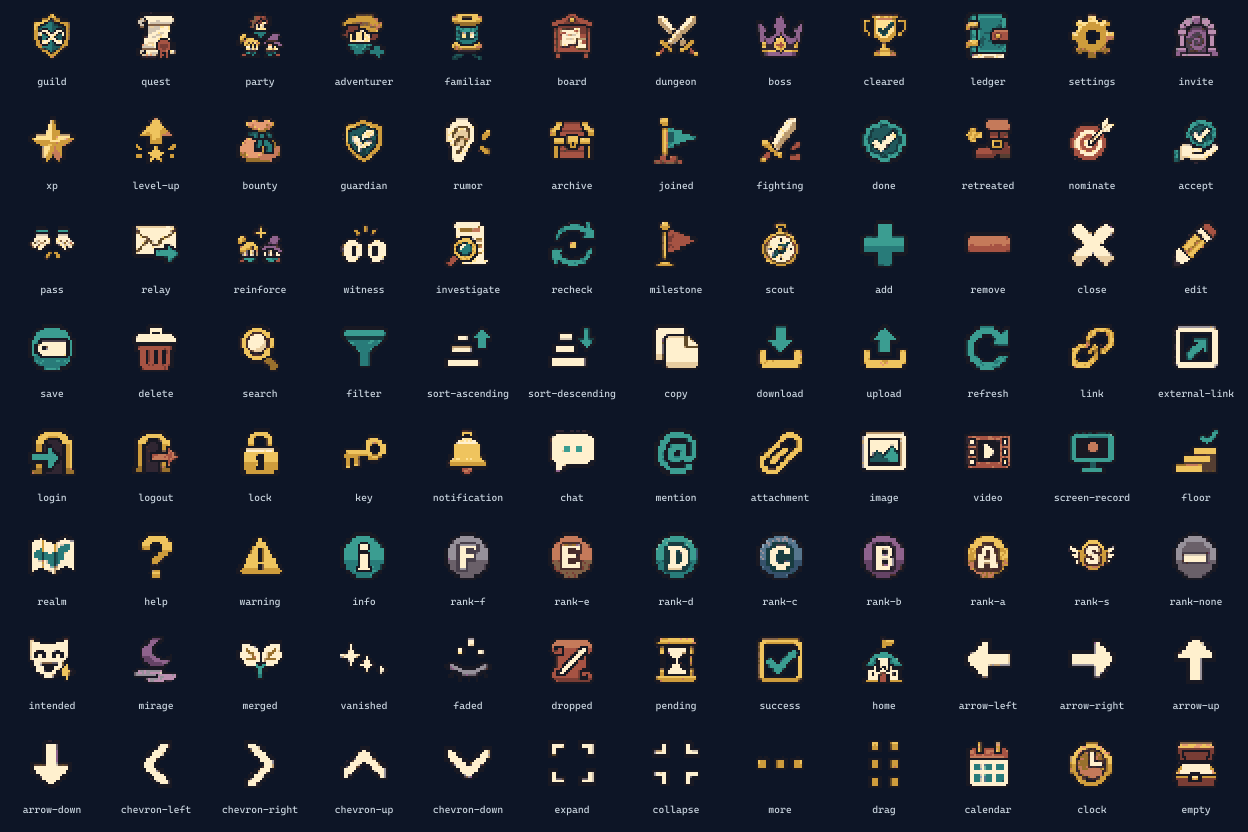 guild quest party adventurer familiar board dungeon boss cleared ledger settings invite
xp level-up bounty guardian rumor archive joined fighting done retreated nominate accept
pass relay reinforce witness investigate recheck milestone scout add remove close edit
save delete search filter sort-ascending sort-descending copy download upload refresh link external-link
1 @
login logout lock key notification chat mention attachment image video screen-record floor
? ! i F E D C B A S
realm help warning info rank-f rank-e rank-d rank-c rank-b rank-a rank-s rank-none
intended mirage merged vanished faded dropped pending success home arrow-left arrow-right arrow-up
arrow-down chevron-left chevron-right chevron-up chevron-down expand collapse more drag calendar clock empty